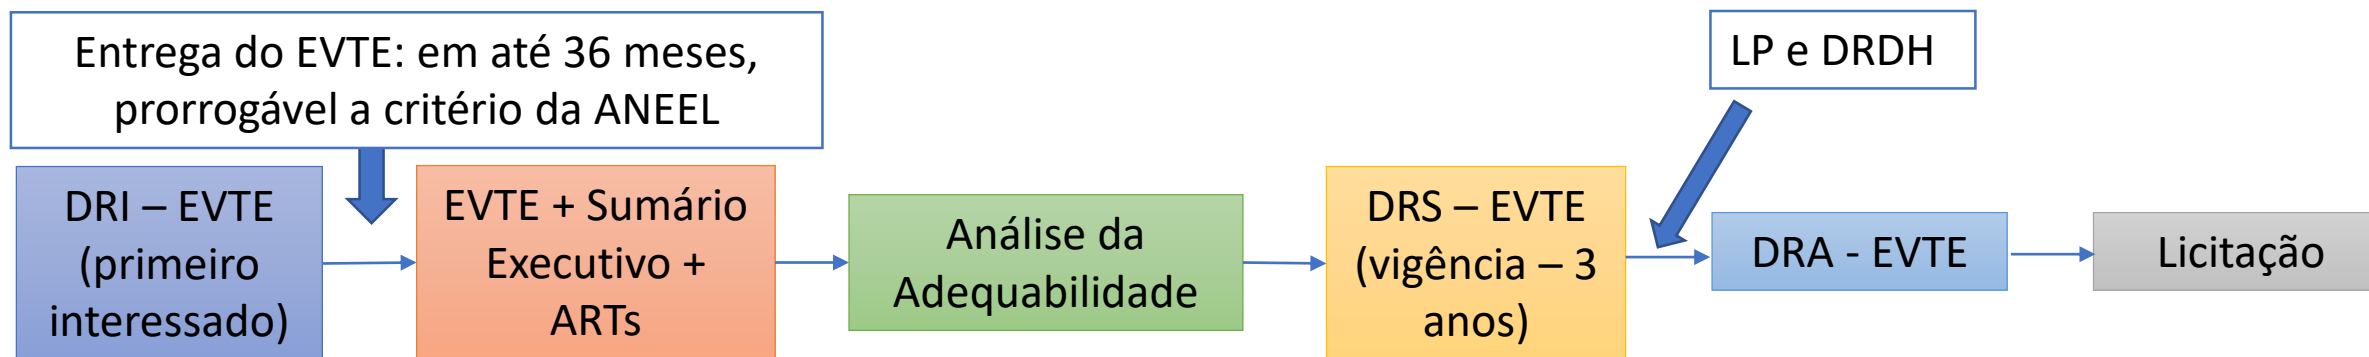 Entrega do EVTE: em até 36 meses,
prorrogável a critério da ANEEL
LP e DRDH
DRI – EVTE
(primeiro
interessado)
EVTE + Sumário
Executivo +
ARTs
Análise da
Adequabilidade
DRS – EVTE
(vigência – 3
anos)
DRA - EVTE
Licitação